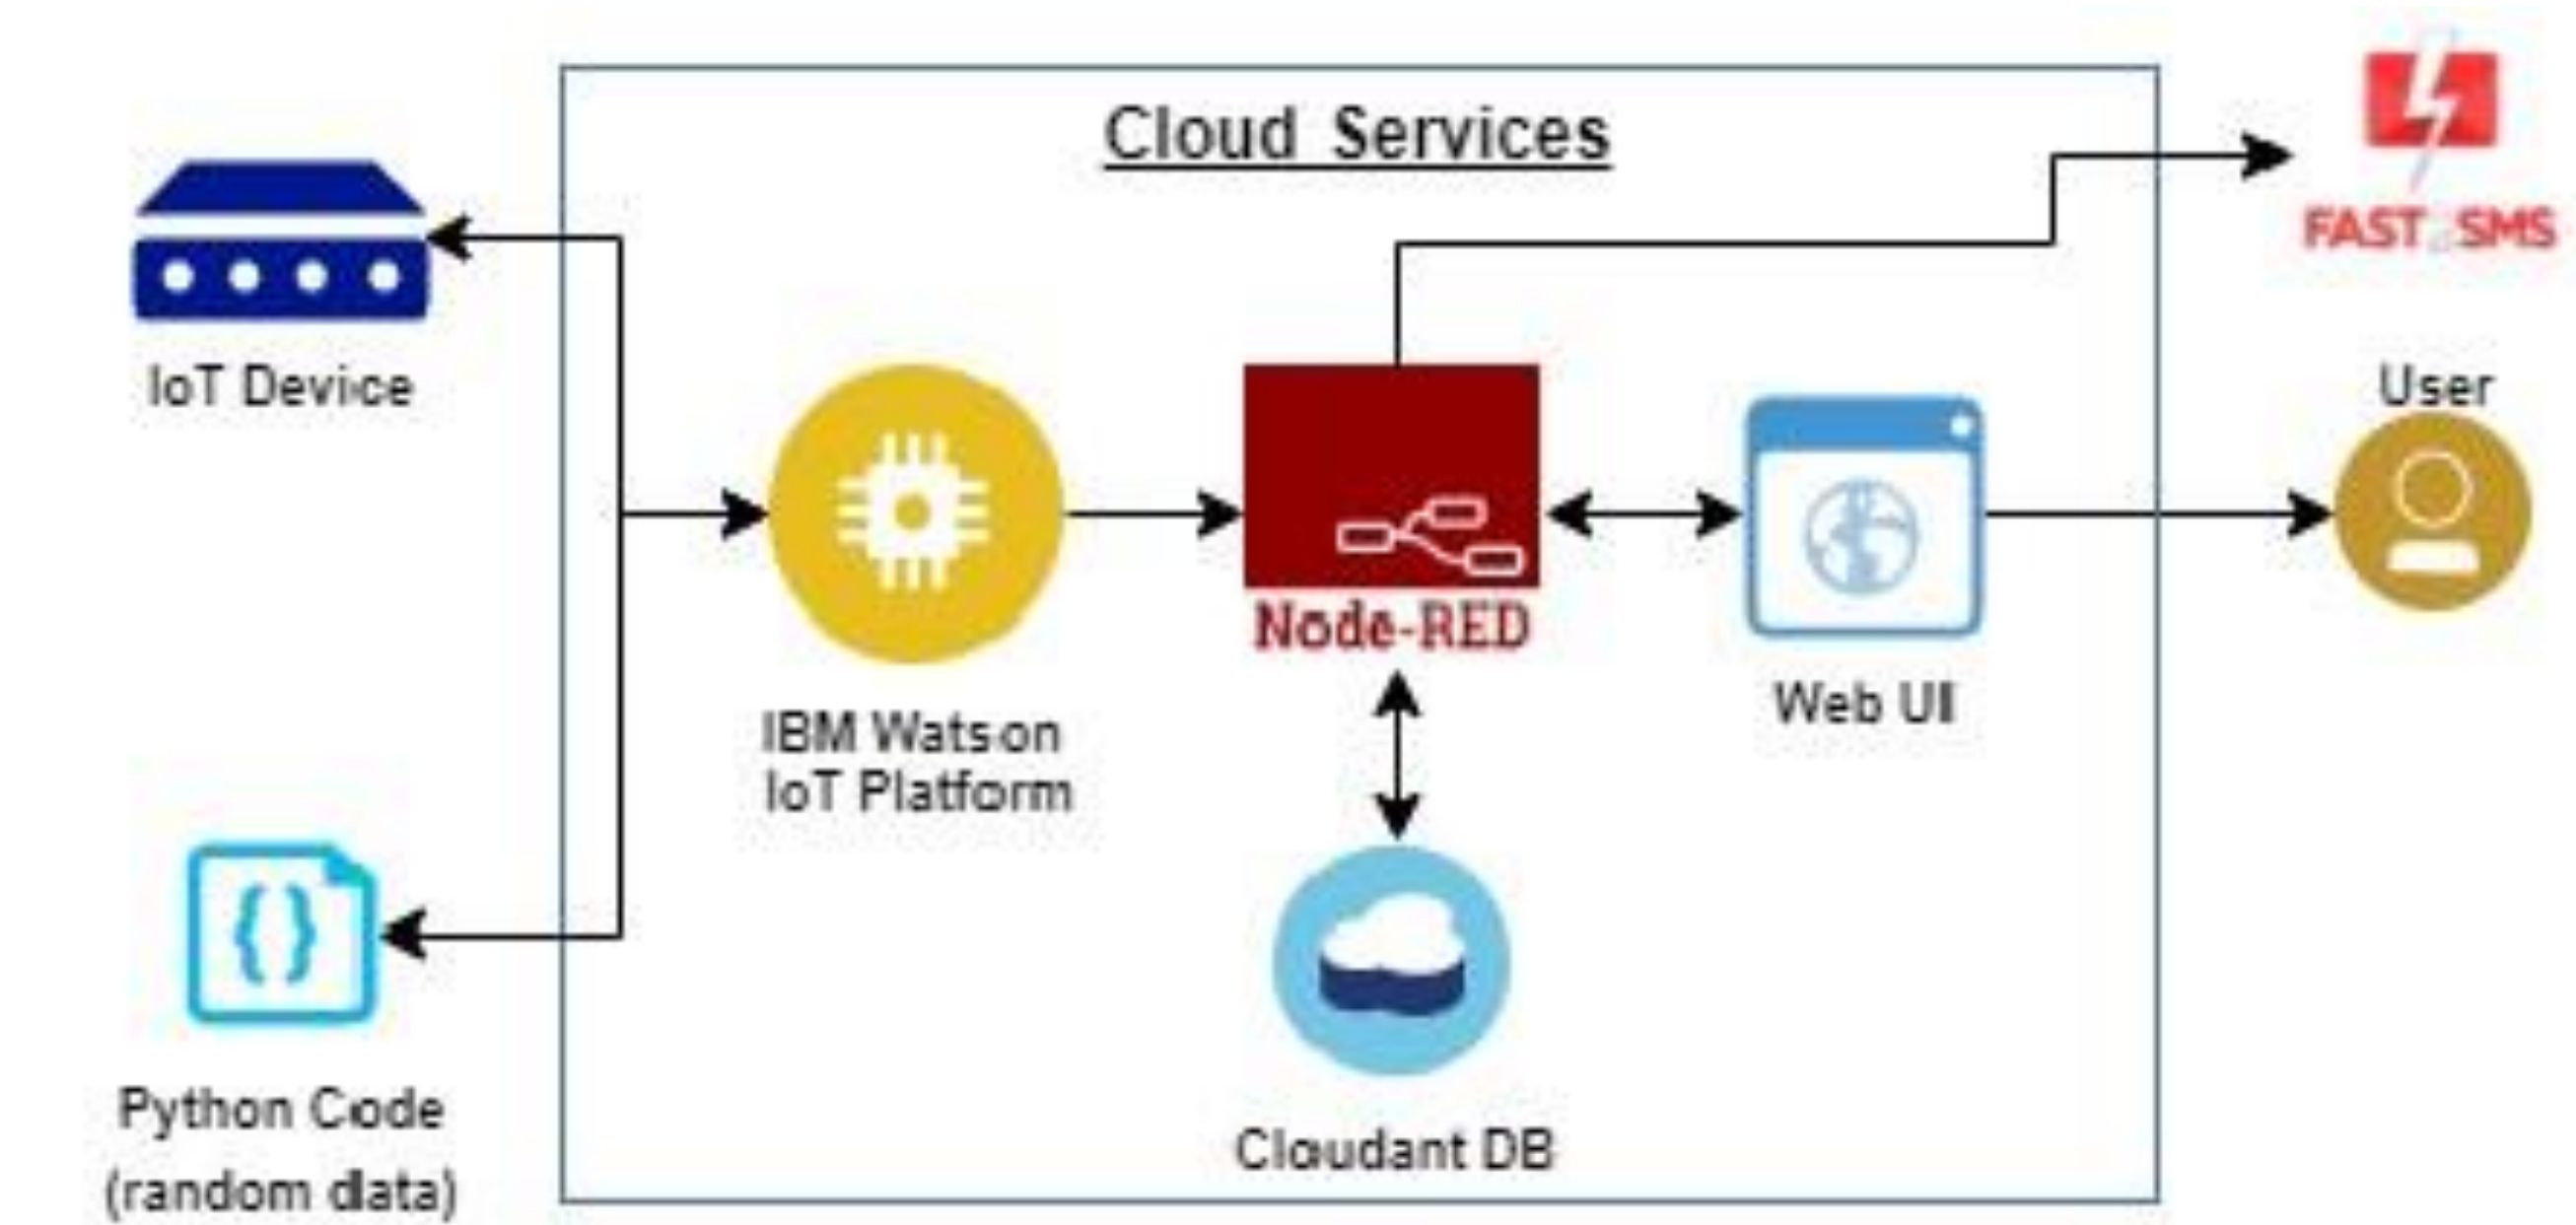 Cloud Services
FAST SMS
IoT Device
User
Node-RED
Web UI
IBM Watson
IoT Platform
Python Code
(random data)
Cloudant DB